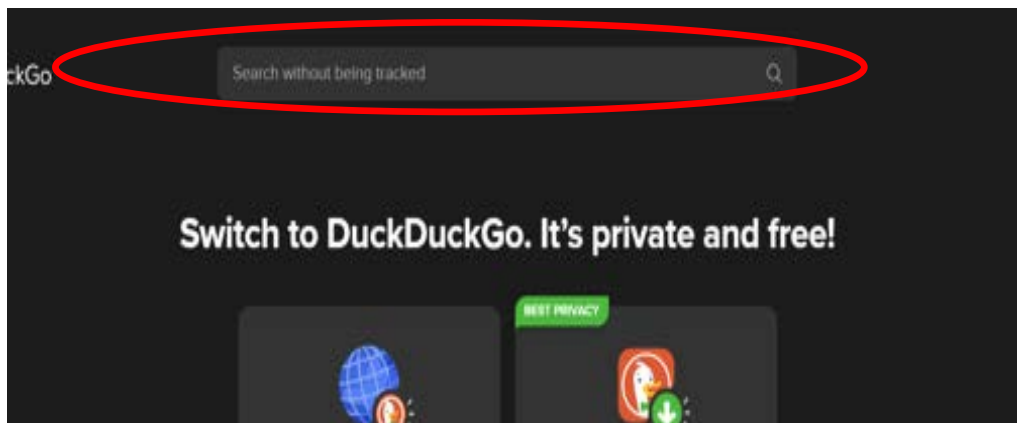 ckGo
Search without being tracked
Switch to DuckDuckGo. It's private and free!
BEST PRIVACY